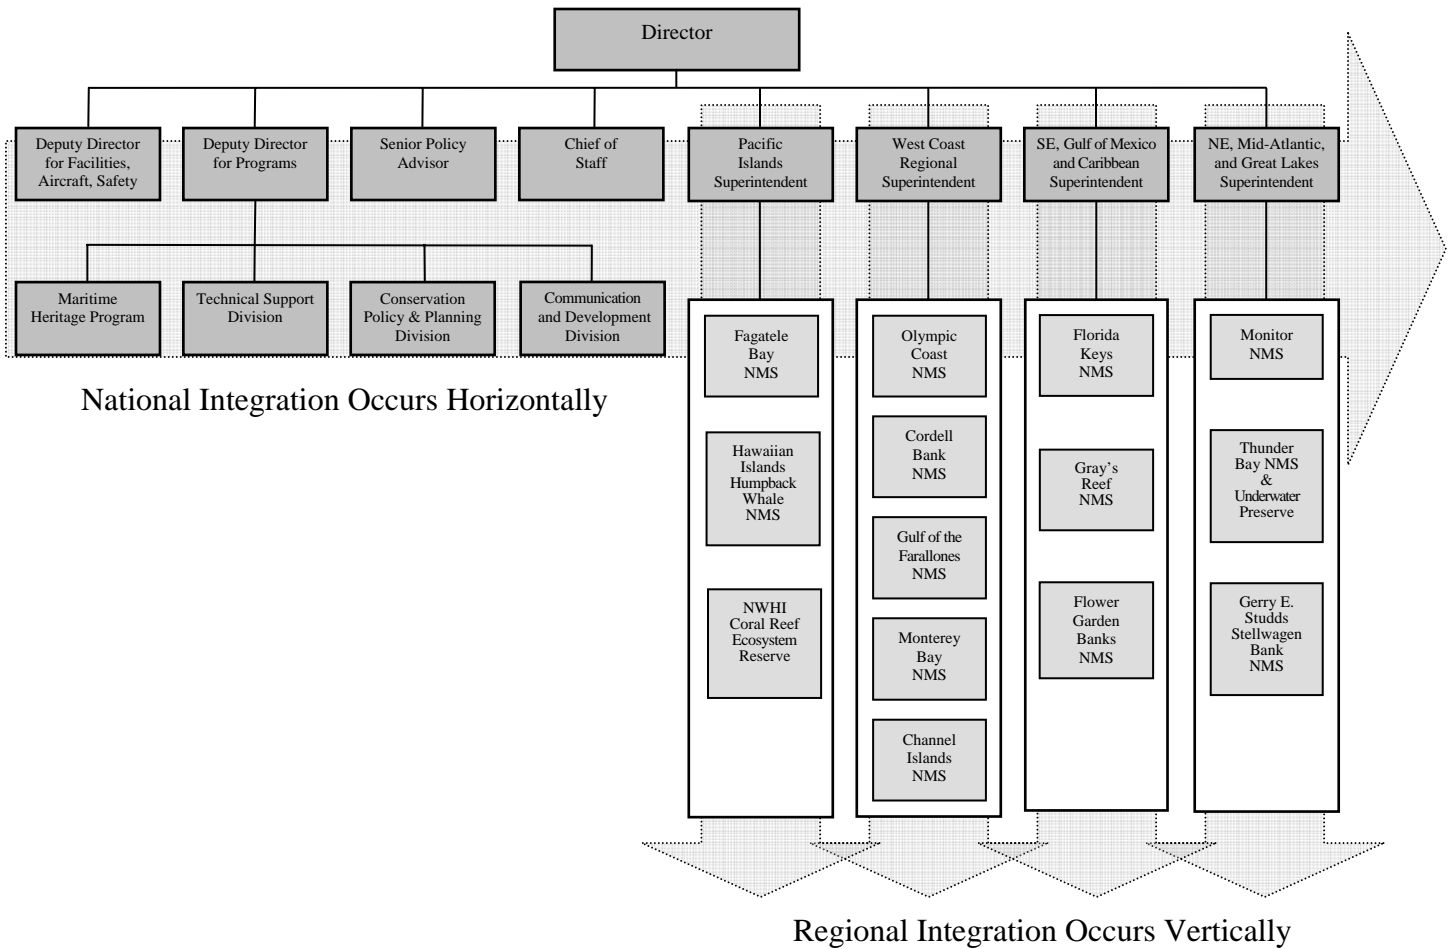 Director
Deputy Director
for Facilities,
Aircraft, Safety
Deputy Director
for Programs
Senior Policy
Advisor
Chief of
Staff
Pacific
Islands
Superintendent
West Coast
Regional
Superintendent
SE, Gulf of Mexico
and Caribbean
Superintendent
NE, Mid-Atlantic,
and Great Lakes
Superintendent
Maritime
Heritage Program
Technical Support
Division
Conservation
Policy & Planning
Division
Communication
and Development
Division
National Integration Occurs Horizontally
Fagatele
Bay
NMS
Hawaiian
Islands
Humpback
Whale
NMS
NWHI
Coral Reef
Ecosystem
Reserve
Olympic
Coast
NMS
Cordell
Bank
NMS
Gulf of the
Farallones
NMS
Monterey
Bay
NMS
Channel
Islands
NMS
Florida
Keys
NMS
Gray’s
Reef
NMS
Flower
Garden
Banks
NMS
Monitor
NMS
Thunder
Bay NMS
&
Underwater
Preserve
Gerry E.
Studds
Stellwagen
Bank
NMS
Regional Integration Occurs Vertically